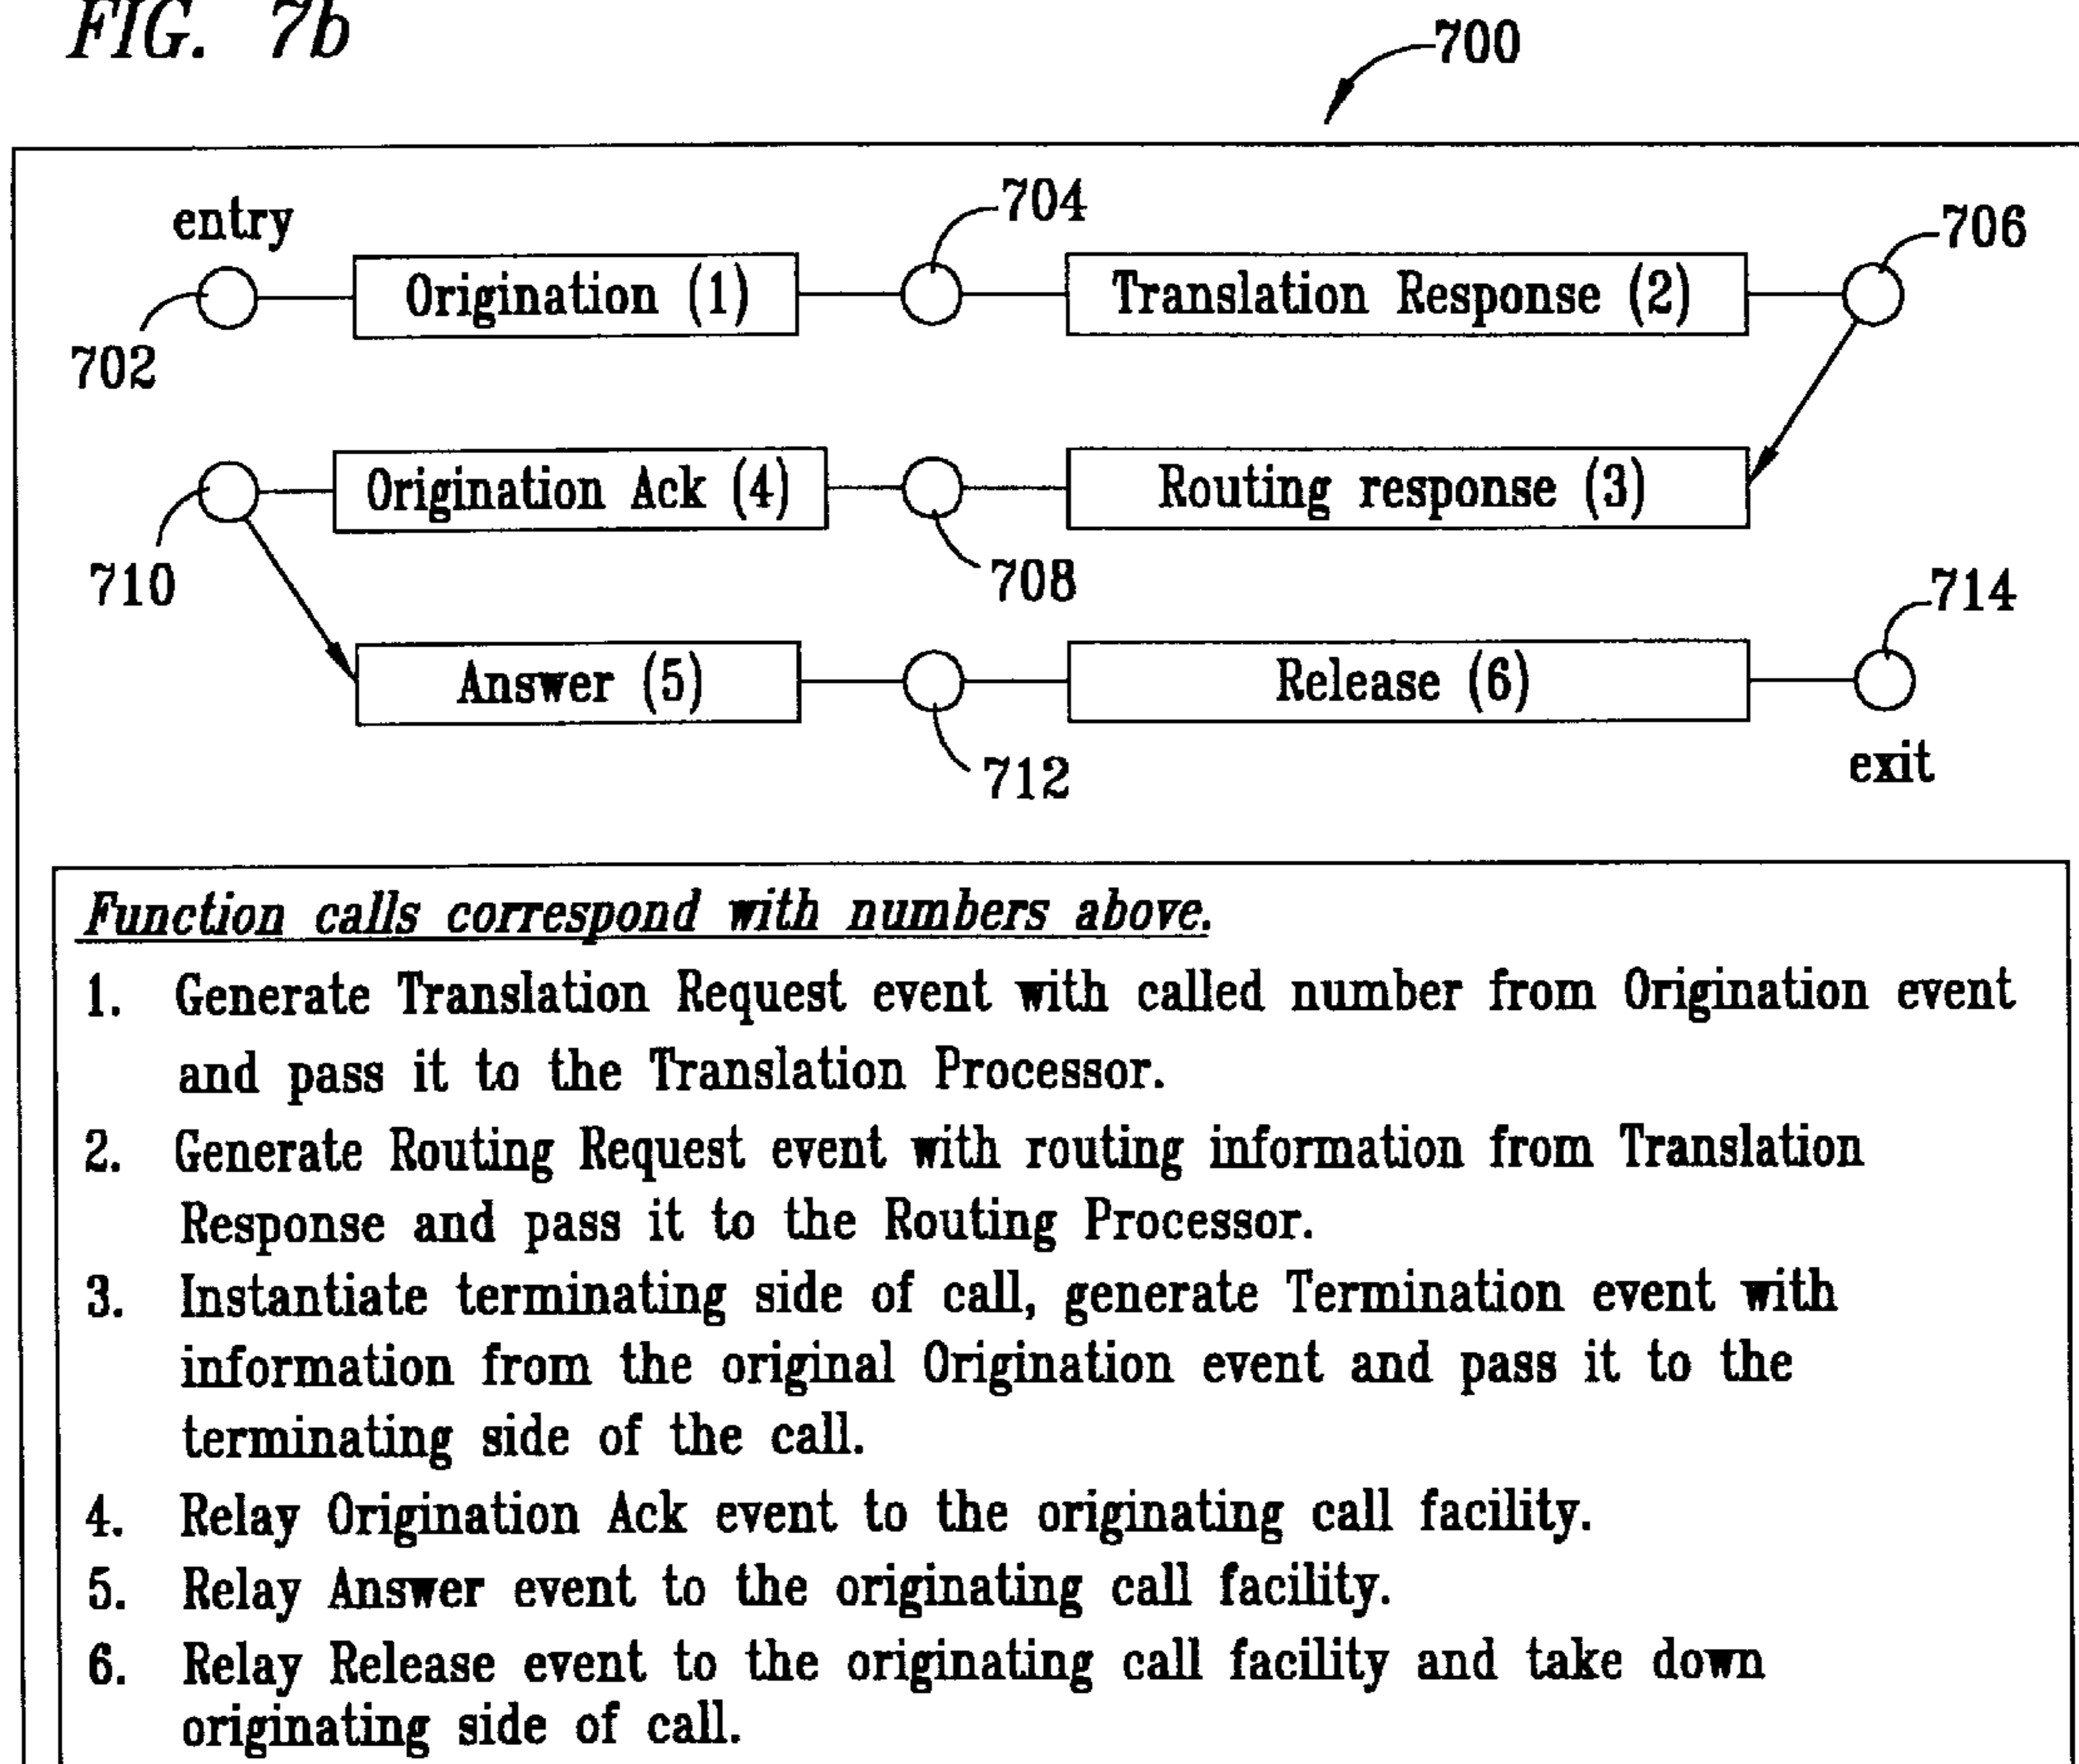 FIG. 7b
700
entry
704
706
Origination (1)
Translation Response (2)
702
Origination Ack (4)
Routing response (3)
710
708
714
Answer (5)
Release (6)
712
exit
Function calls correspond with numbers above.
1. Generate Translation Request event with called number from Origination event
and pass it to the Translation Processor.
2. Generate Routing Request event with routing information from Translation
Response and pass it to the Routing Processor.
3. Instantiate terminating side of call, generate Termination event with
information from the original Origination event and pass it to the
terminating side of the call.
4. Relay Origination Ack event to the originating call facility.
5. Relay Answer event to the originating call facility.
6. Relay Release event to the originating call facility and take down
originating side of call.